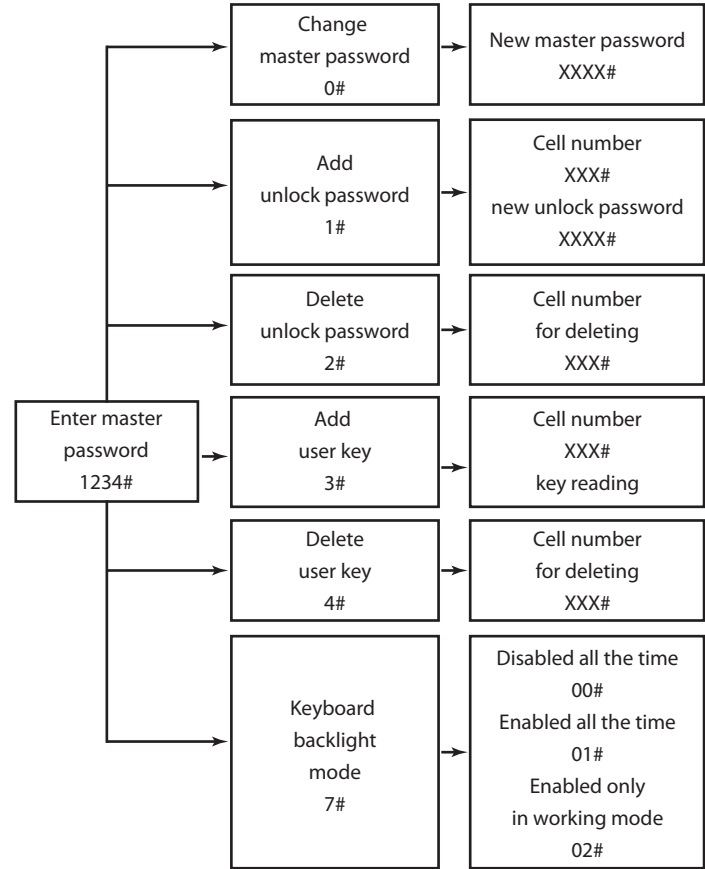 Change
master password
0#
New master password
XXXX#
Add
unlock password
1#
Cell number
XXX#
new unlock password
XXXX#
Delete
unlock password
2#
Cell number
for deleting
XXX#
Enter master
password
1234#
Add
user key
3#
Cell number
XXX#
key reading
Delete
user key
4#
Cell number
for deleting
XXX#
Keyboard
backlight
mode
7#
Disabled all the time
00#
Enabled all the time
01#
Enabled only
in working mode
02#